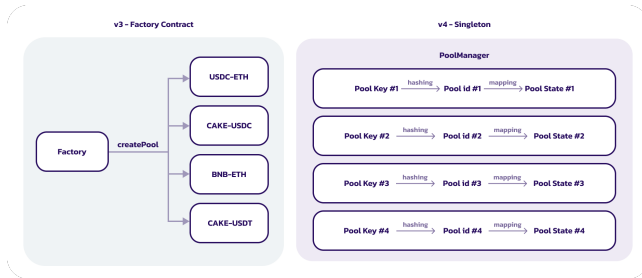 v3 - Factory Contract
Factory
createPool
USDC-ETH
CAKE-USDC
BNB-ETH
CAKE-USDT
v4 - Singleton
PoolManager
Pool Key #1 hashing Pool id #1 mapping Pool State #1
Pool Key #2 hashing Pool id #2 mapping Pool State #2
Pool Key #3 hashing Pool id #3 mapping Pool State #3
Pool Key #4 hashing Pool id #4 mapping Pool State #4